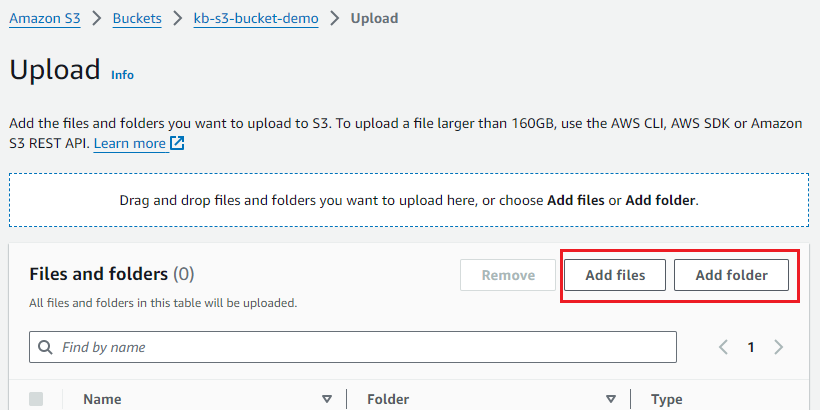 Amazon S3 > Buckets > kb-s3-bucket-demo > Upload
Upload Info
Add the files and folders you want to upload to S3. To upload a file larger than 160GB, use the AWS CLI, AWS SDK or Amazon
S3 REST API. Learn more
Drag and drop files and folders you want to upload here, or choose Add files or Add folder.
Files and folders (0) Remove Add files Add folder
All files and folders in this table will be uploaded.
Find by name < 1 >
Name Folder Type